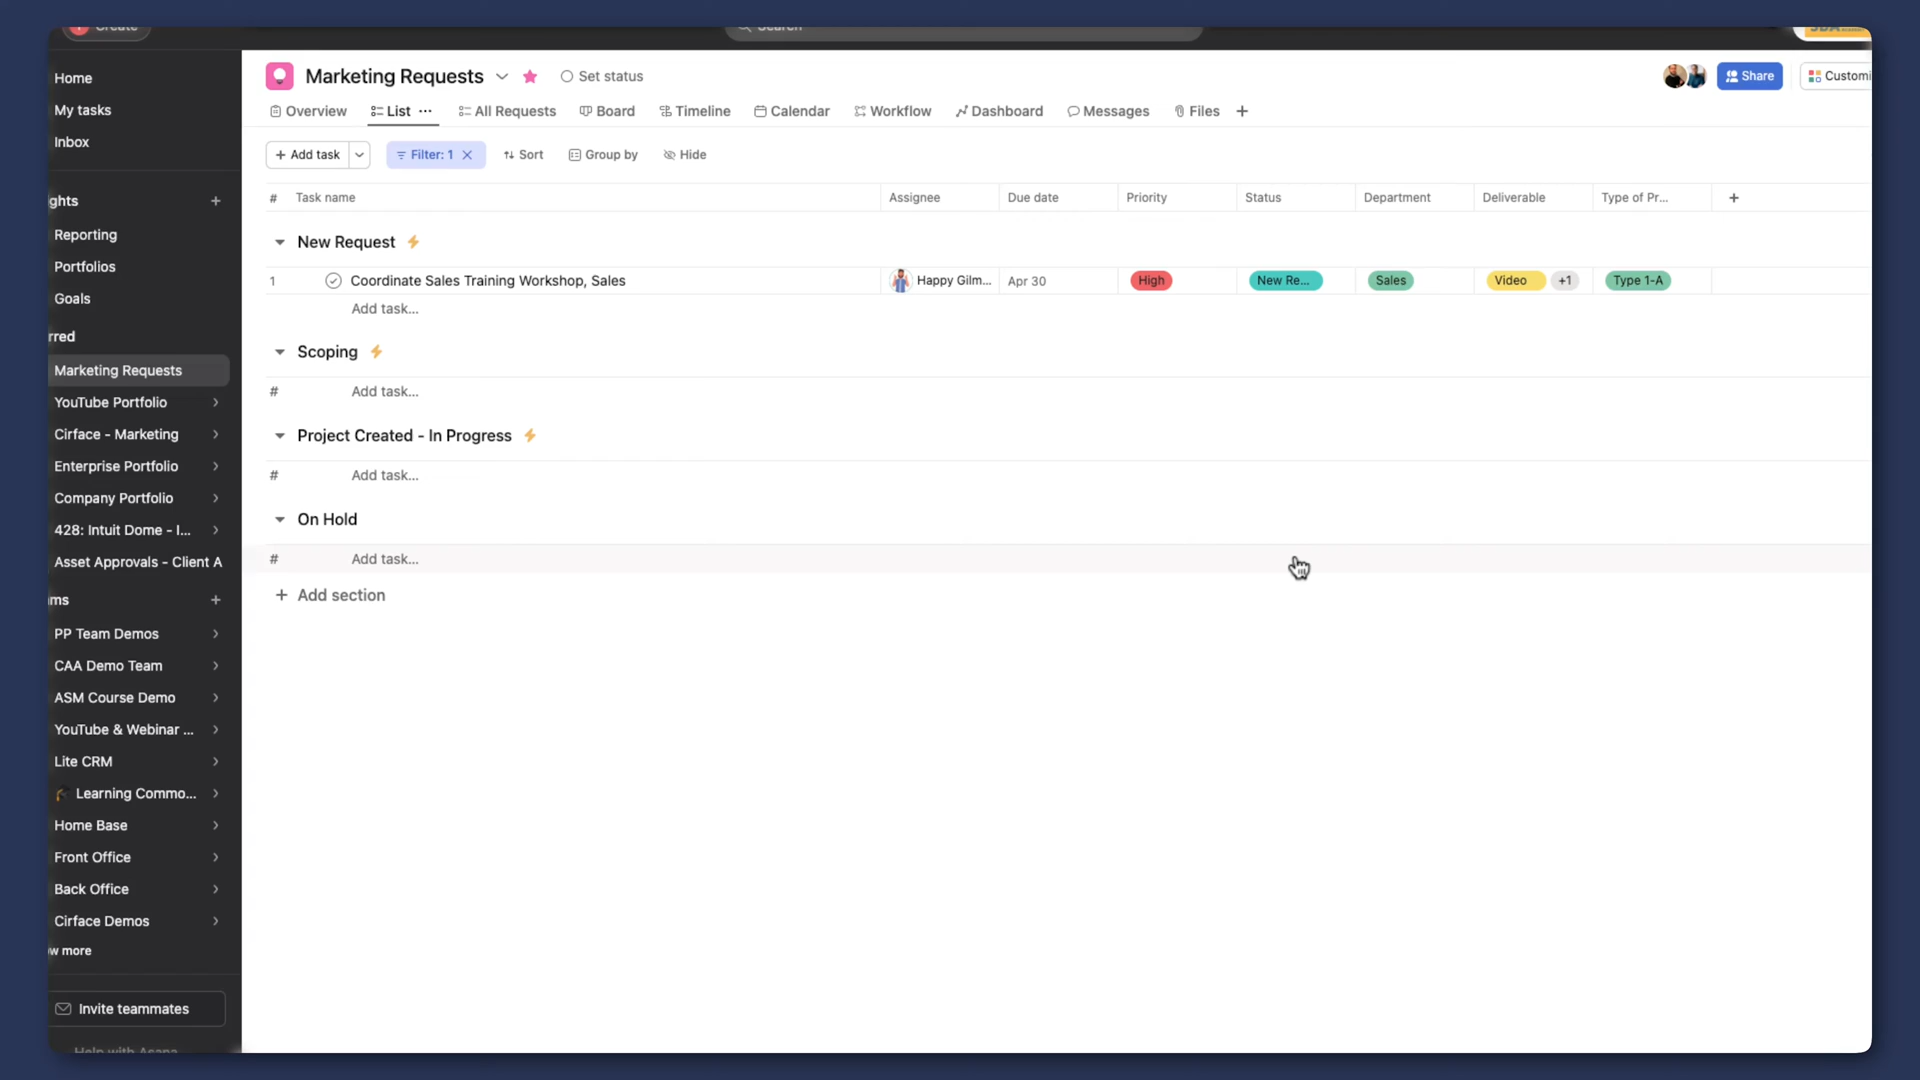 Create
Search
Home
My tasks
Inbox
ghts
Reporting
Portfolios
Goals
rred
Marketing Requests
YouTube Portfolio
Cirface - Marketing
Enterprise Portfolio
Company Portfolio
428: Intuit Dome - I...
Asset Approvals - Client A
ms
PP Team Demos
CAA Demo Team
ASM Course Demo
YouTube & Webinar ...
Lite CRM
Learning Commo...
Home Base
Front Office
Back Office
Cirface Demos
w more
Invite teammates
Help with Asana
Marketing Requests Set status Share Customi
Overview List ... All Requests Board Timeline Calendar Workflow Dashboard Messages Files +
+ Add task Filter: 1 Sort Group by Hide
# Task name Assignee Due date Priority Status Department Deliverable Type of Pr... +
New Request
1 Coordinate Sales Training Workshop, Sales Happy Gilm... Apr 30 High New Re... Sales Video +1 Type 1-A
Add task...
Scoping
# Add task...
Project Created - In Progress
# Add task...
On Hold
# Add task...
+ Add section